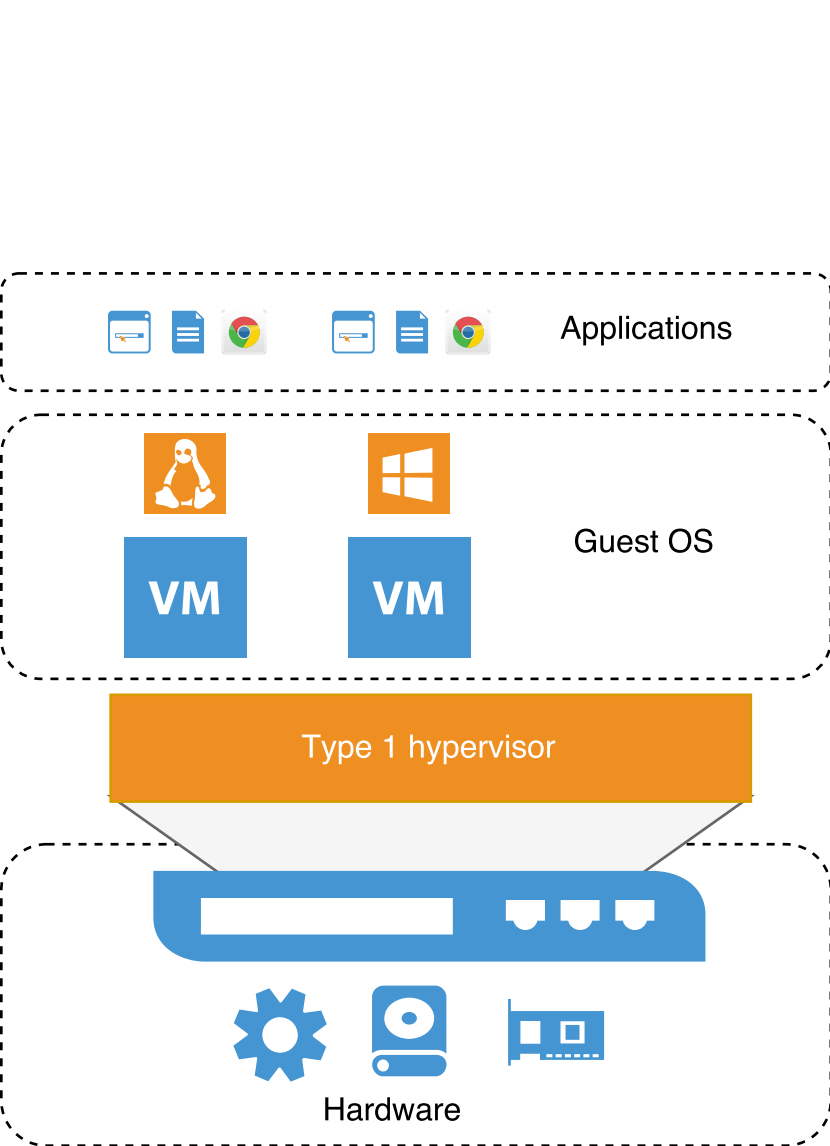 Applications
Guest OS
VM VM
Type 1 hypervisor
Hardware